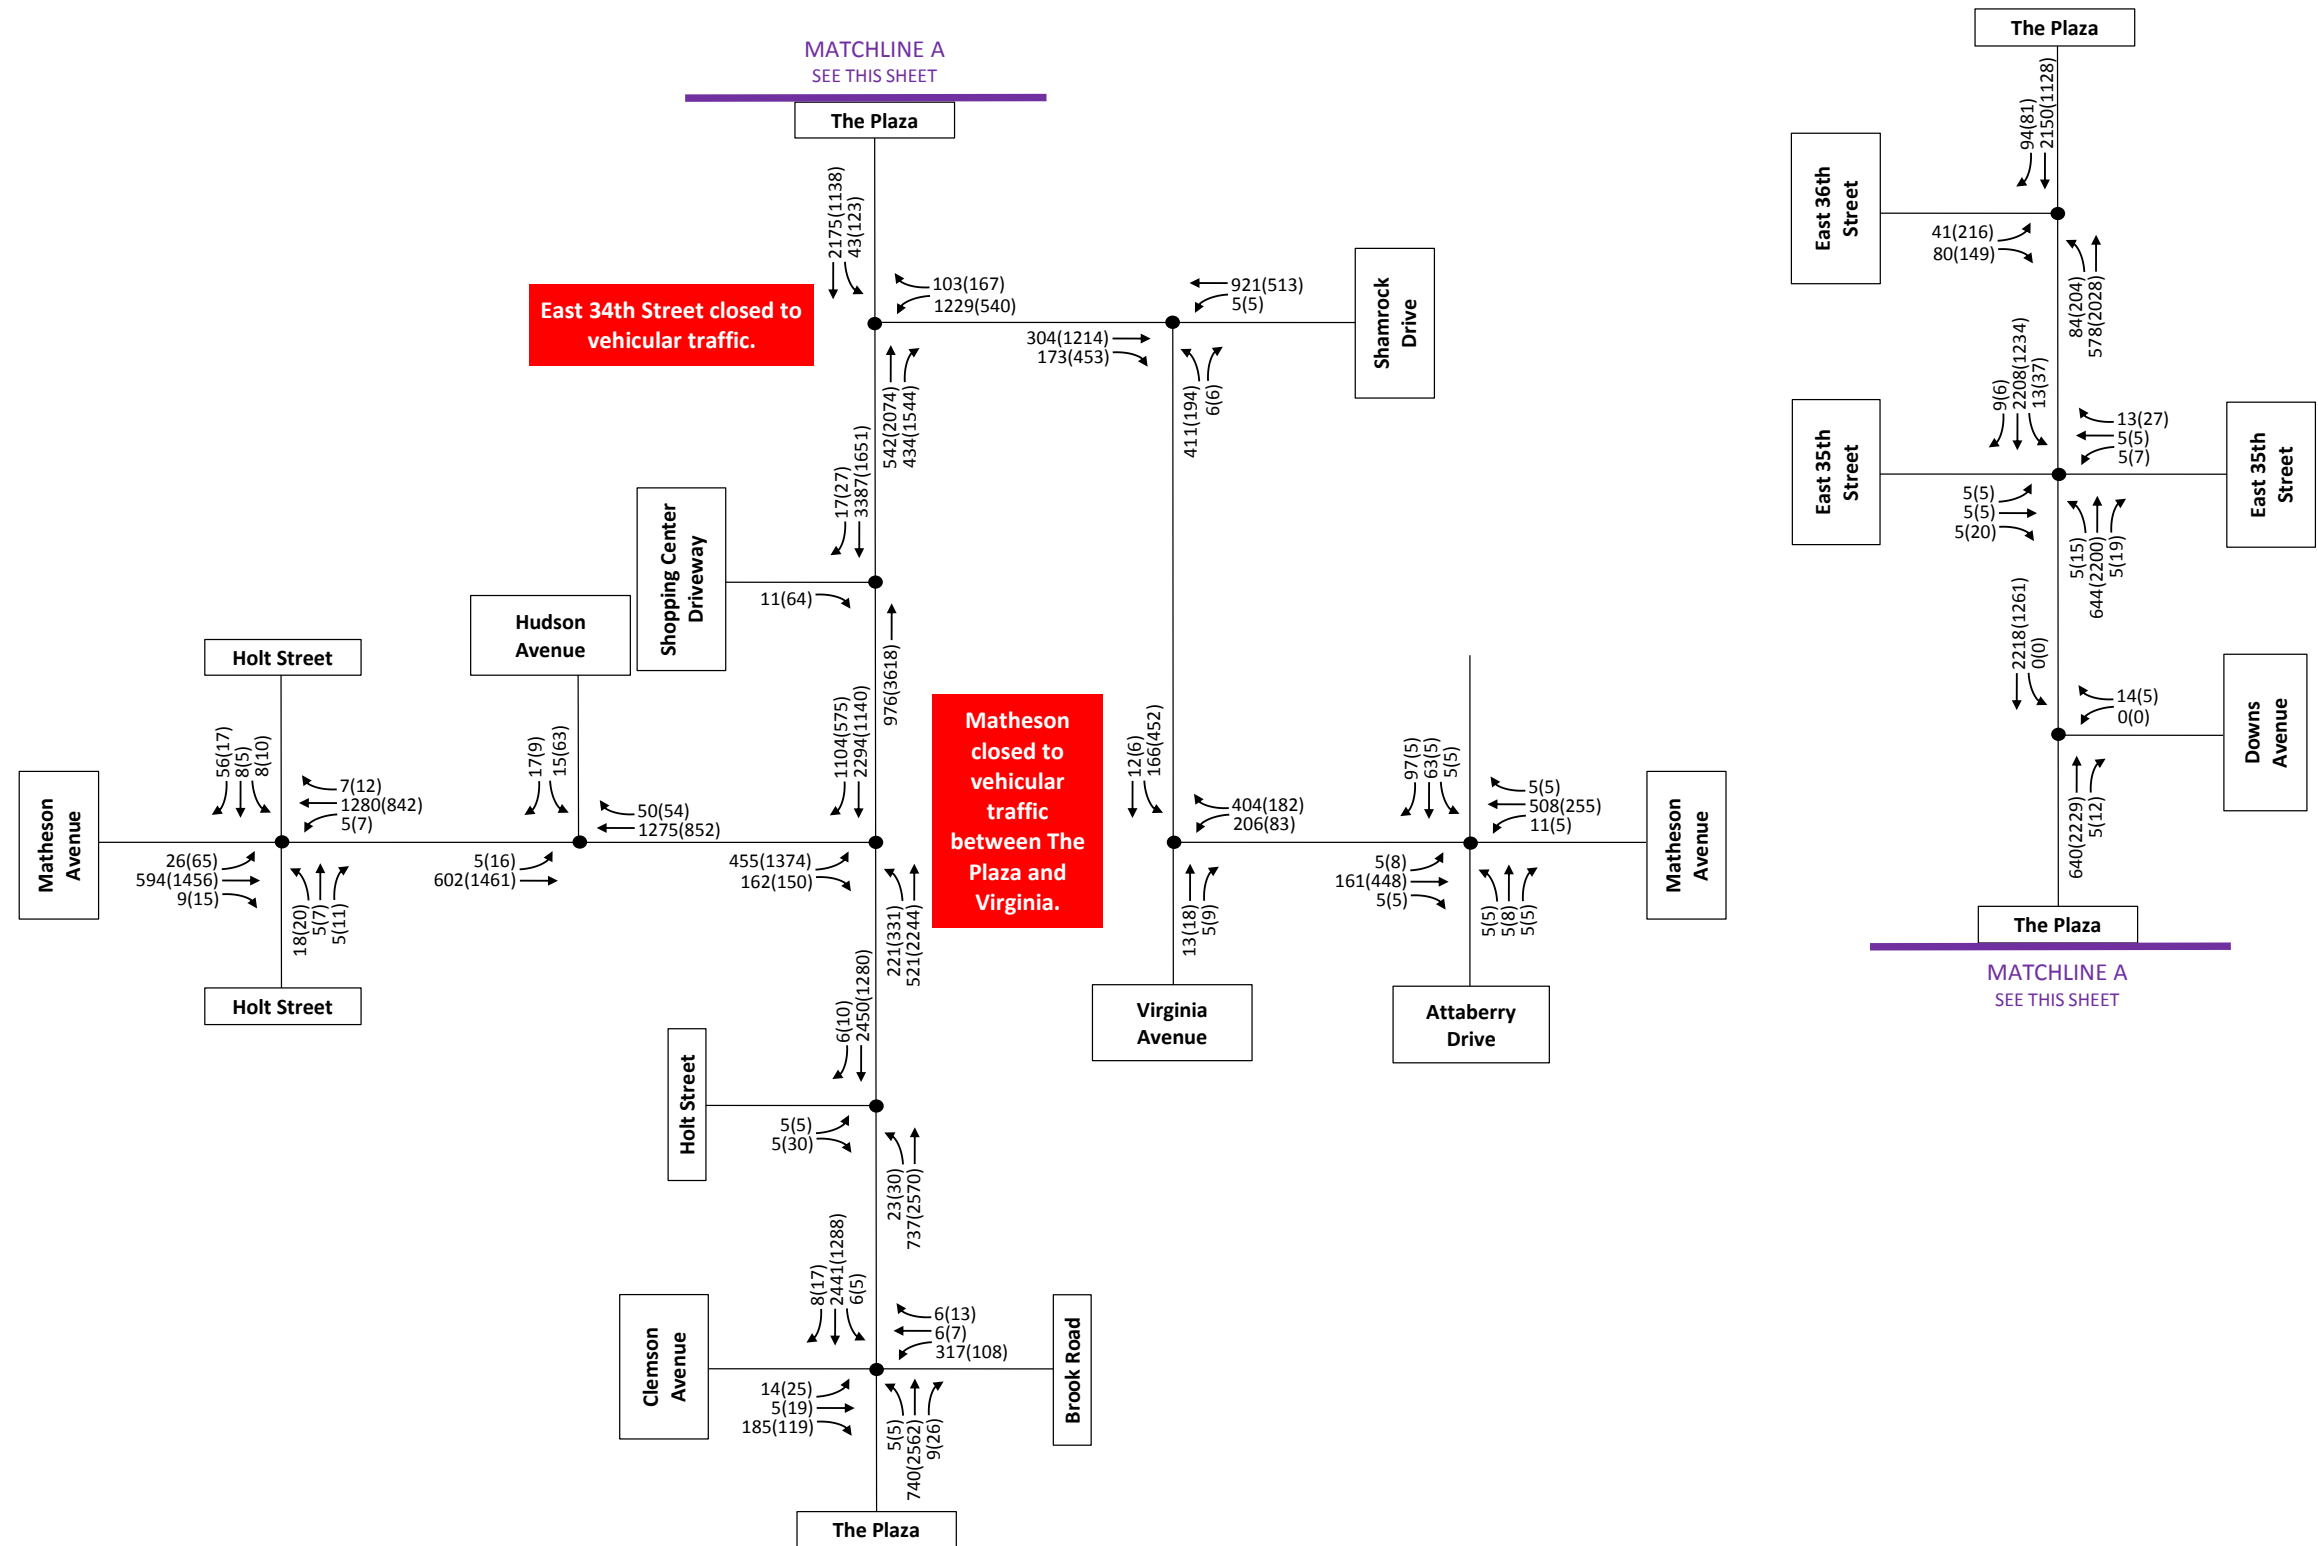 MATCHLINE A
SEE THIS SHEET
The Plaza
2175(1138)
43(123)
East 34th Street closed to
vehicular traffic.
103(167)
1229(540)
921(513)
5(5)
Shamrock
Drive
304(1214)
173(453)
542(2074)
434(1544)
411(194)
6(6)
17(27)
3387(1651)
Shopping Center
Driveway
11(64)
976(3618)
Holt Street
Hudson
Avenue
1104(575)
2294(1140)
Matheson
closed to
vehicular
traffic
between The
Plaza and
Virginia.
56(17)
8(5)
8(10)
7(12)
1280(842)
5(7)
17(9)
15(63)
50(54)
1275(852)
12(6)
166(452)
404(182)
206(83)
97(5)
63(5)
5(5)
5(5)
508(255)
11(5)
Matheson
Avenue
26(65)
594(1456)
9(15)
18(20)
5(7)
5(11)
5(16)
602(1461)
455(1374)
162(150)
221(331)
521(2244)
13(18)
5(9)
5(8)
161(448)
5(5)
5(5)
5(8)
5(5)
Matheson
Avenue
Holt Street
Virginia
Avenue
Attaberry
Drive
6(10)
2450(1280)
Holt Street
5(5)
5(30)
23(30)
737(2570)
8(17)
2441(1288)
6(5)
6(13)
6(7)
317(108)
Clemson
Avenue
Brook Road
14(25)
5(19)
185(119)
5(5)
740(2562)
9(26)
The Plaza
The Plaza
94(81)
2150(1128)
East 36th
Street
41(216)
80(149)
84(204)
578(2028)
9(6)
2208(1234)
13(37)
13(27)
5(5)
5(7)
East 35th
Street
East 35th
Street
5(5)
5(5)
5(20)
5(15)
644(2200)
5(19)
2218(1261)
0(0)
14(5)
0(0)
Downs
Avenue
640(2229)
5(12)
The Plaza
MATCHLINE A
SEE THIS SHEET